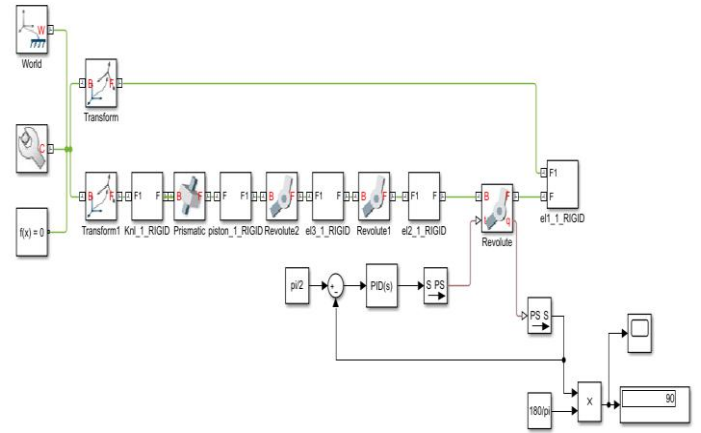 W
World
B F
Transform
C
f(x) = 0
B F
Transform1
F1 F
Knl_1_RIGID
B F
Prismatic
F F1
piston_1_RIGID
B F
Revolute2
F1 F
el3_1_RIGID
B F
Revolute1
F1 F
el2_1_RIGID
B F
t q
Revolute
F1
F
el1_1_RIGID
pi/2
+
-
PID(s)
S PS
PS S
180/pi
X
90